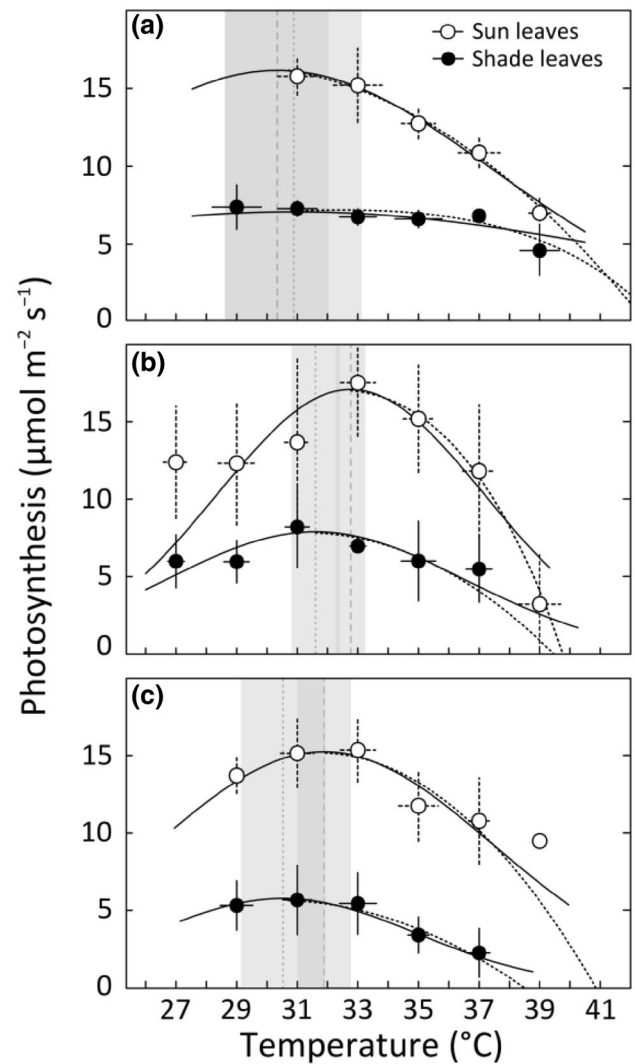 (a)
Sun leaves
Shade leaves
15
10
5
0
(b)
15
10
5
0
(c)
15
10
5
0
27 29 31 33 35 37 39 41
Temperature (°C)
Photosynthesis (µmol m⁻² s⁻¹)